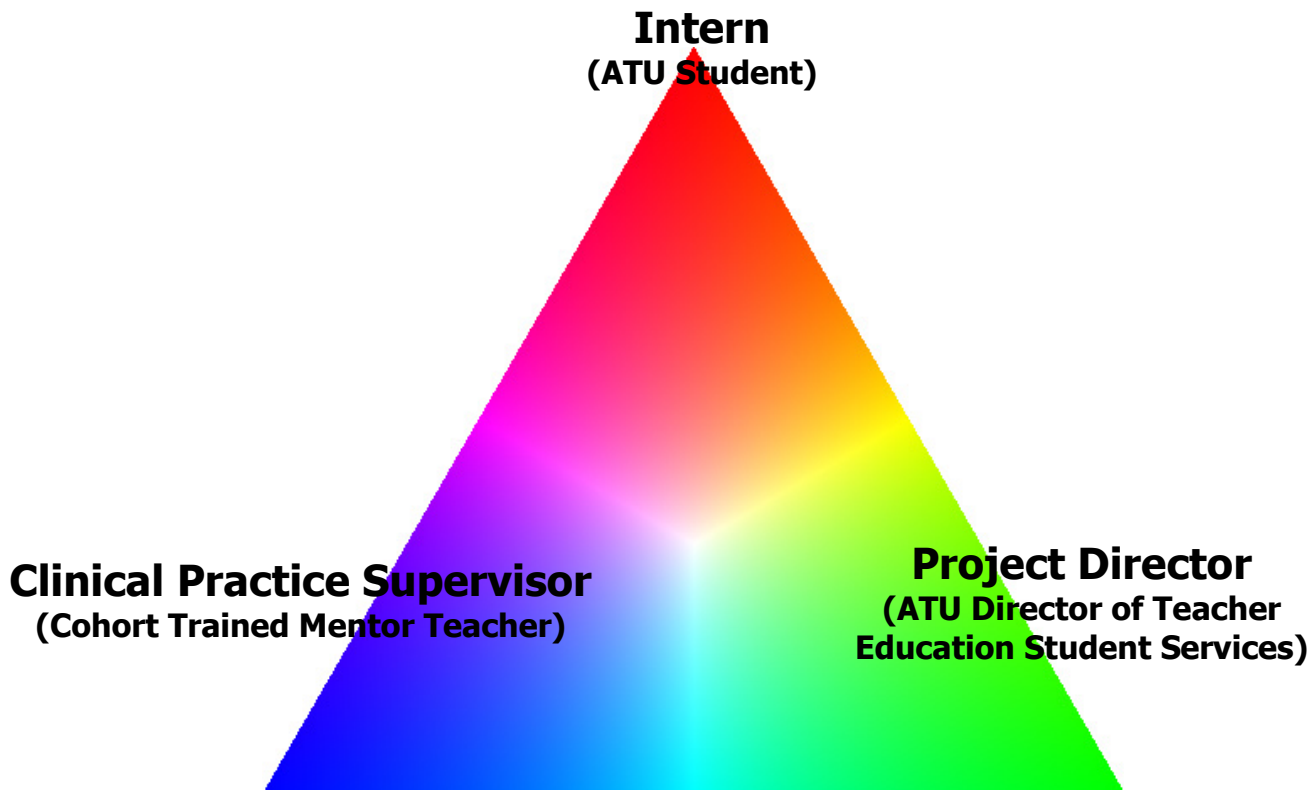 Intern
(ATU Student)
Clinical Practice Supervisor
(Cohort Trained Mentor Teacher)
Project Director
(ATU Director of Teacher
Education Student Services)